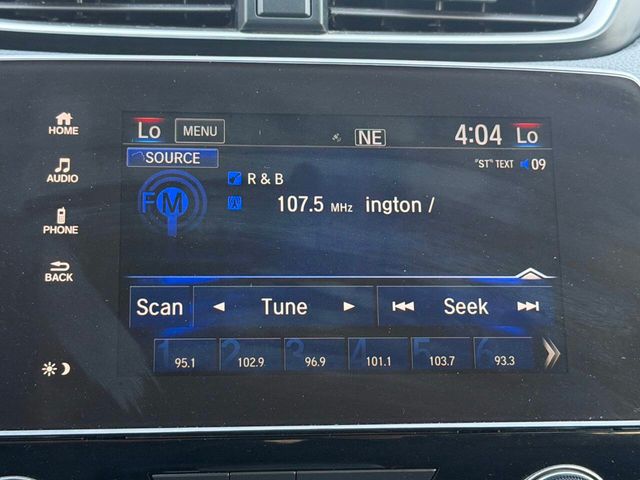 HOME
AUDIO
PHONE
BACK
Lo MENU NE 4:04 Lo
SOURCE "ST" TEXT 09
FM R & B
107.5 MHz ington /
Scan Tune Seek
1 2 3 4 5 6
95.1 102.9 96.9 101.1 103.7 93.3